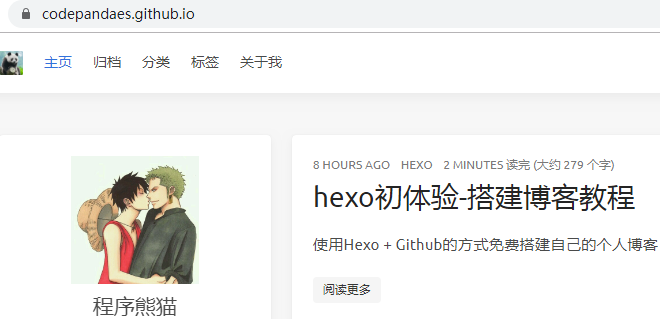 codepandaes.github.io
主页 归档 分类 标签 关于我
8 HOURS AGO HEXO 2 MINUTES 读完 (大约 279 个字)
hexo初体验-搭建博客教程
使用Hexo + Github的方式免费搭建自己的个人博客
阅读更多
程序熊猫